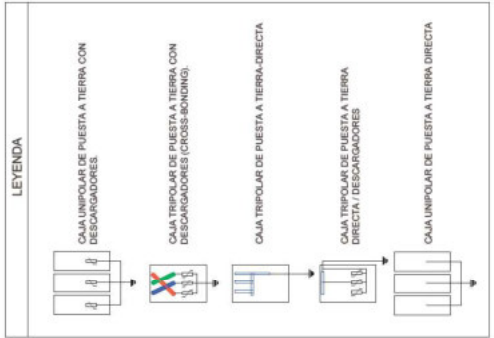 LEYENDA
CAJA UNIPOLAR DE PUESTA A TIERRA CON
DESCARGADORES.
CAJA TRIPOLAR DE PUESTA A TIERRA CON
DESCARGADORES (CROSS-BONDING).
CAJA TRIPOLAR DE PUESTA A TIERRA-DIRECTA
CAJA TRIPOLAR DE PUESTA A TIERRA
DIRECTA / DESCARGADORES
CAJA UNIPOLAR DE PUESTA A TIERRA DIRECTA